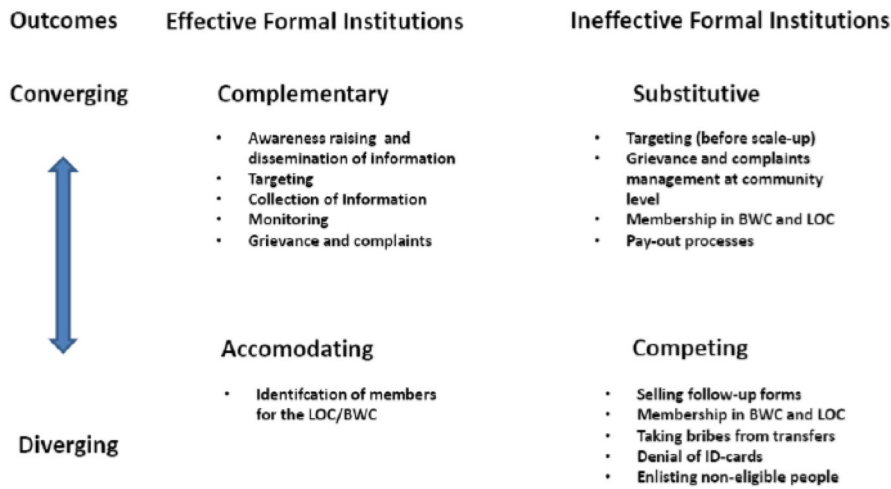 Outcomes Effective Formal Institutions Ineffective Formal Institutions
Converging Complementary Substitutive
• Awareness raising and
dissemination of information
• Targeting
• Collection of Information
• Monitoring
• Grievance and complaints
• Targeting (before scale-up)
• Grievance and complaints
management at community
level
• Membership in BWC and LOC
• Pay-out processes
Accomodating Competing
• Identifcation of members
for the LOC/BWC
• Selling follow-up forms
• Membership in BWC and LOC
• Taking bribes from transfers
• Denial of ID-cards
• Enlisting non-eligible people
Diverging